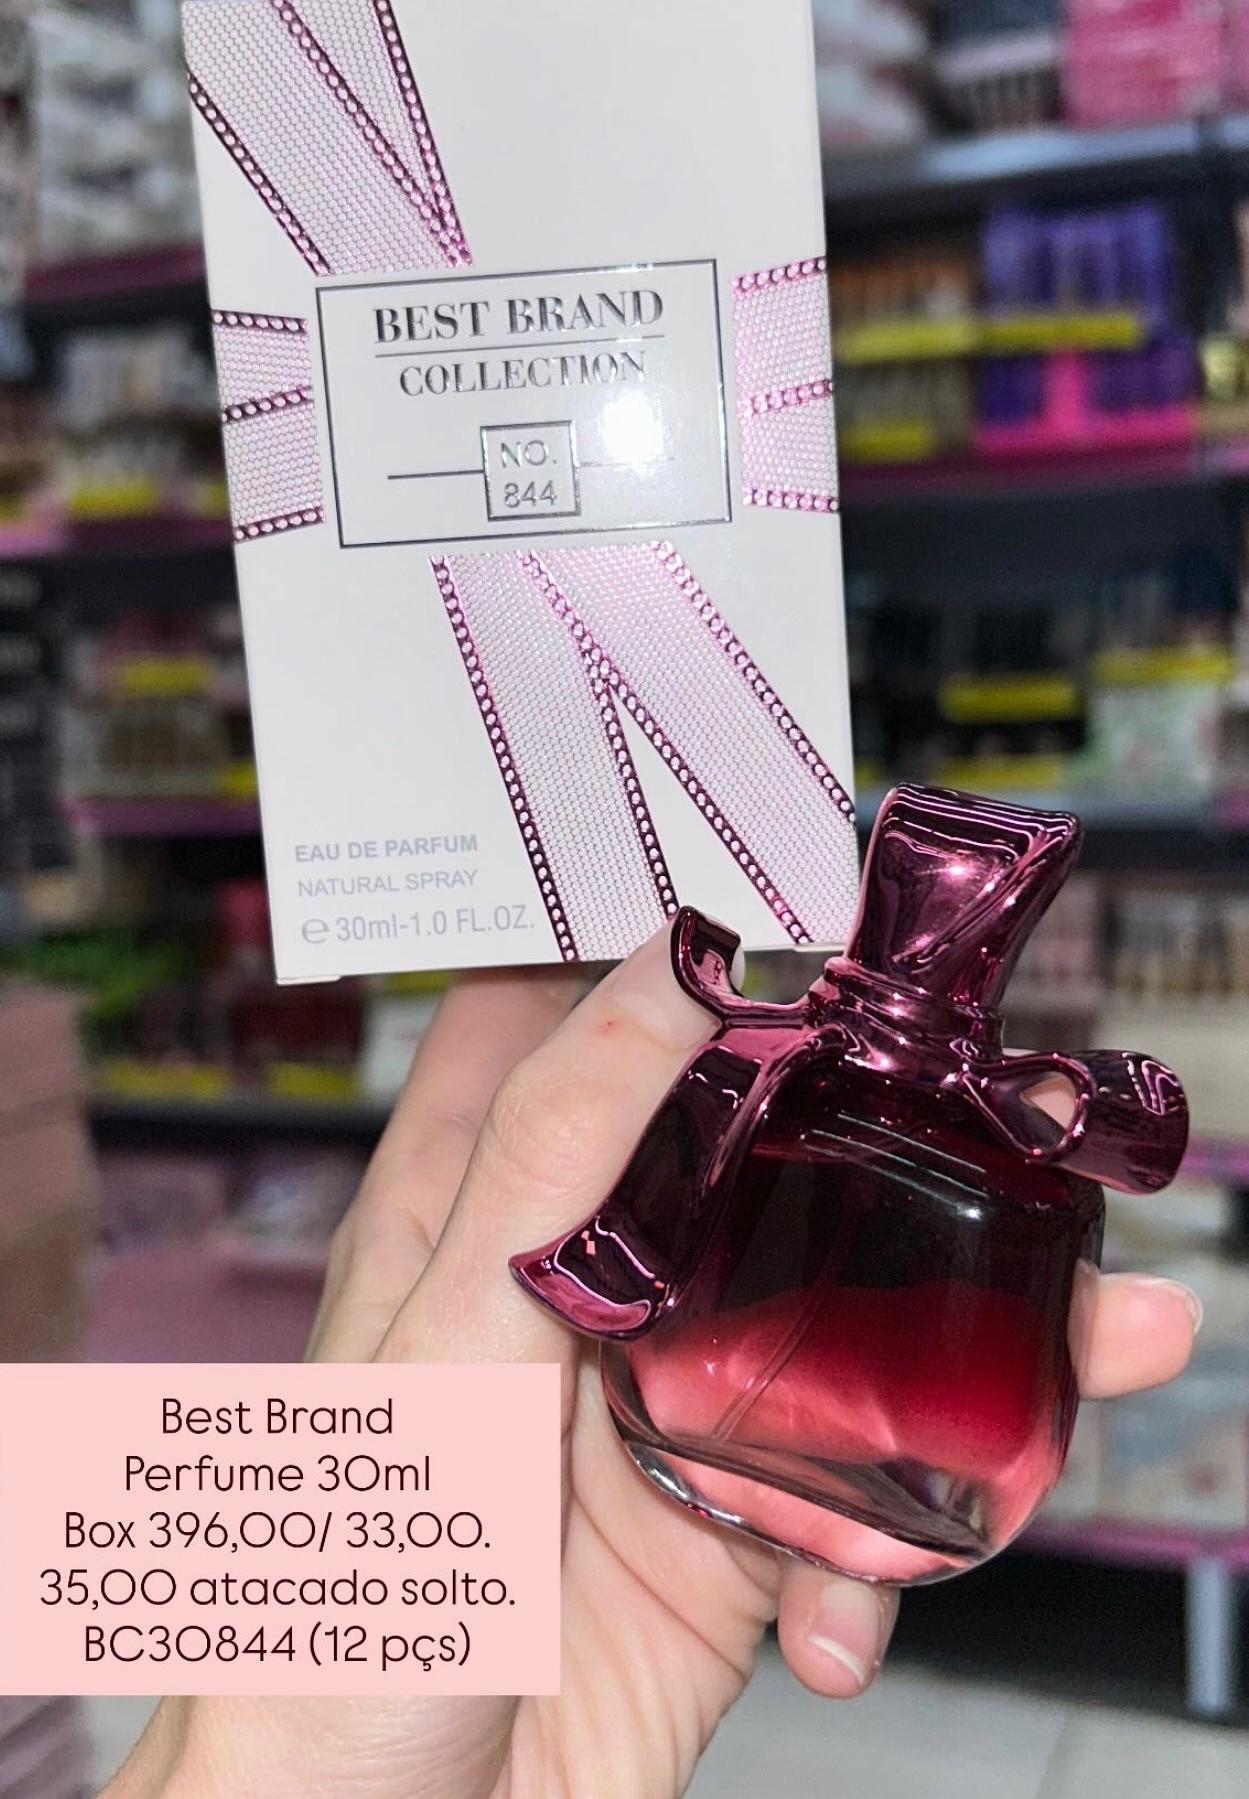 BEST BRAND
COLLECTION
NO.
844
EAU DE PARFUM
NATURAL SPRAY
e 30ml-1.0 FL.OZ.
Best Brand
Perfume 30ml
Box 396,00/ 33,00.
35,00 atacado solto.
BC30844 (12 pçs)